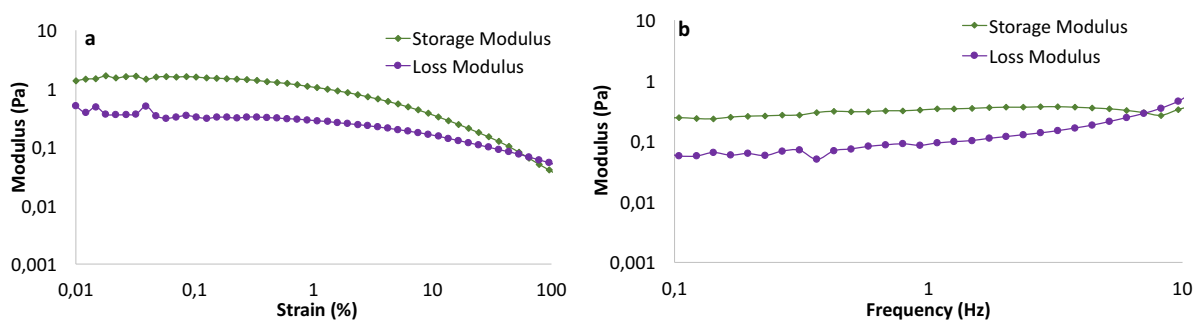 a
Storage Modulus
Loss Modulus
Modulus (Pa)
10
1
0,1
0,01
0,001
0,01
0,1
1
10
100
Strain (%)
b
Storage Modulus
Loss Modulus
Modulus (Pa)
10
1
0,1
0,01
0,001
0,1
1
10
Frequency (Hz)